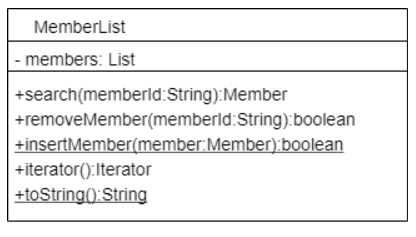 MemberList
- members: List
+search(memberId:String):Member
+removeMember(memberId:String):boolean
+insertMember(member:Member):boolean
+iterator():Iterator
+toString():String